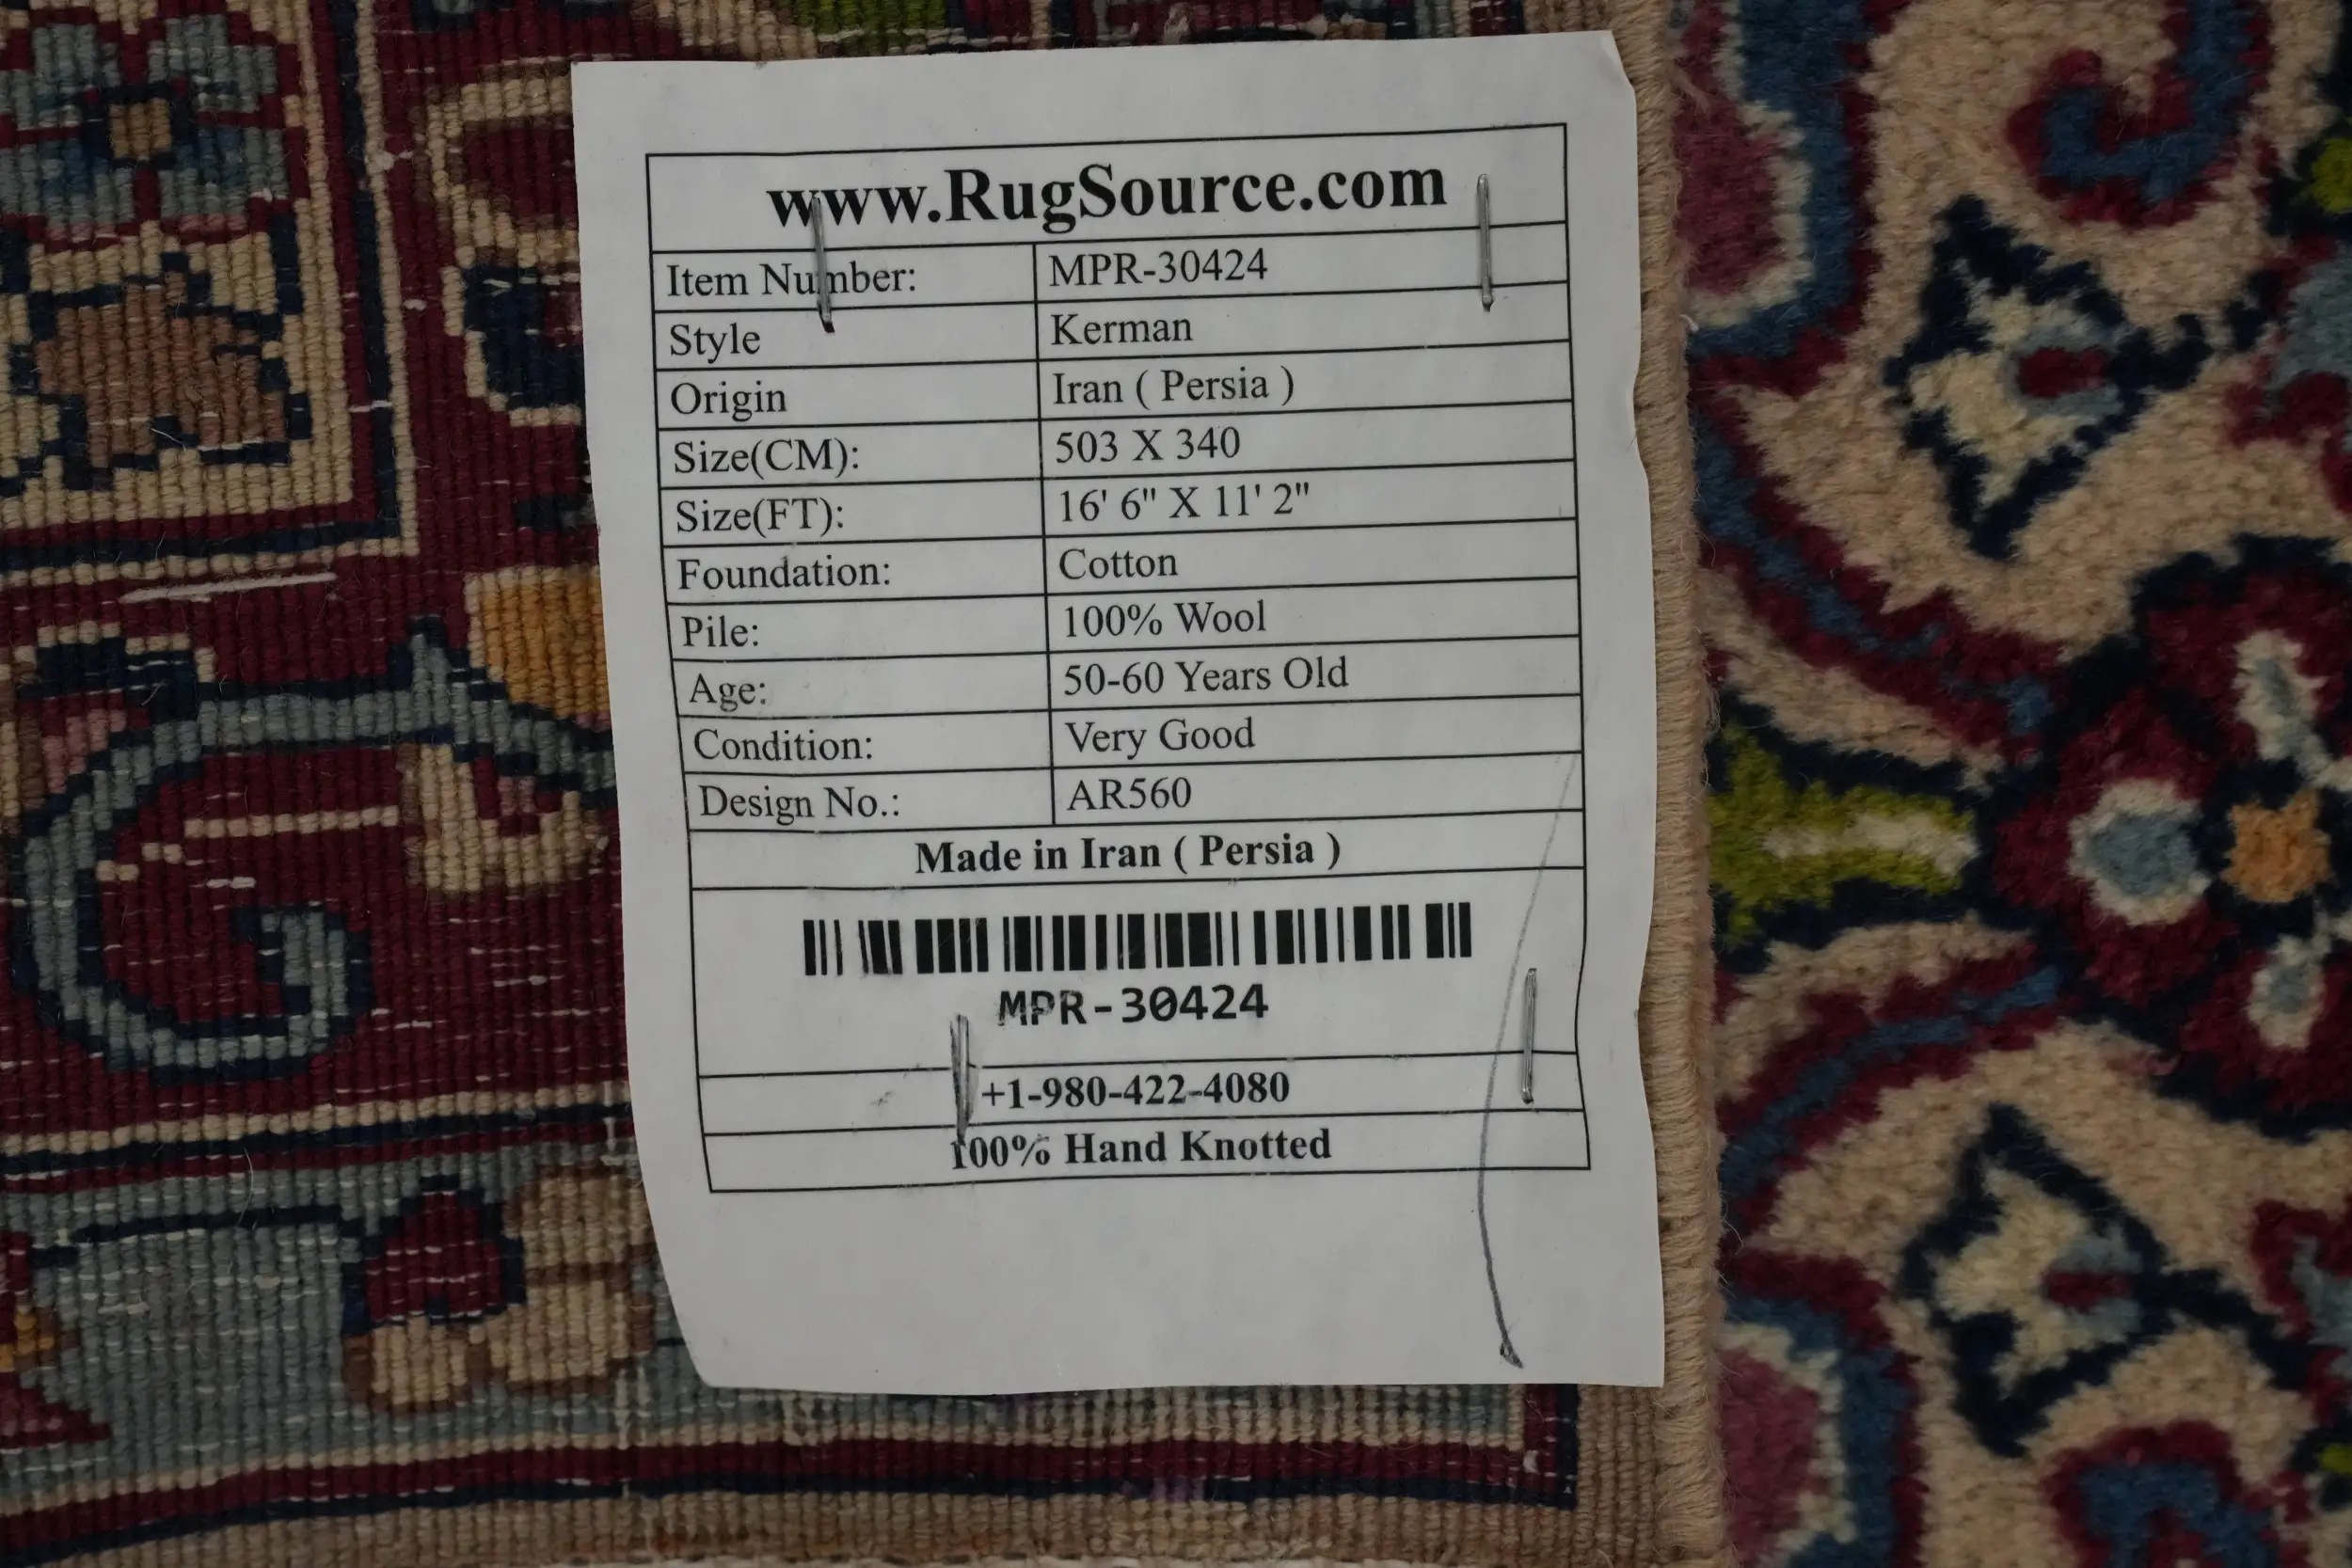 www.RugSource.com
Item Number: MPR-30424
Style Kerman
Origin Iran ( Persia )
Size(CM): 503 X 340
Size(FT): 16' 6" X 11' 2"
Foundation: Cotton
Pile: 100% Wool
Age: 50-60 Years Old
Condition: Very Good
Design No.: AR560
Made in Iran ( Persia )
MPR-30424
+1-980-422-4080
100% Hand Knotted